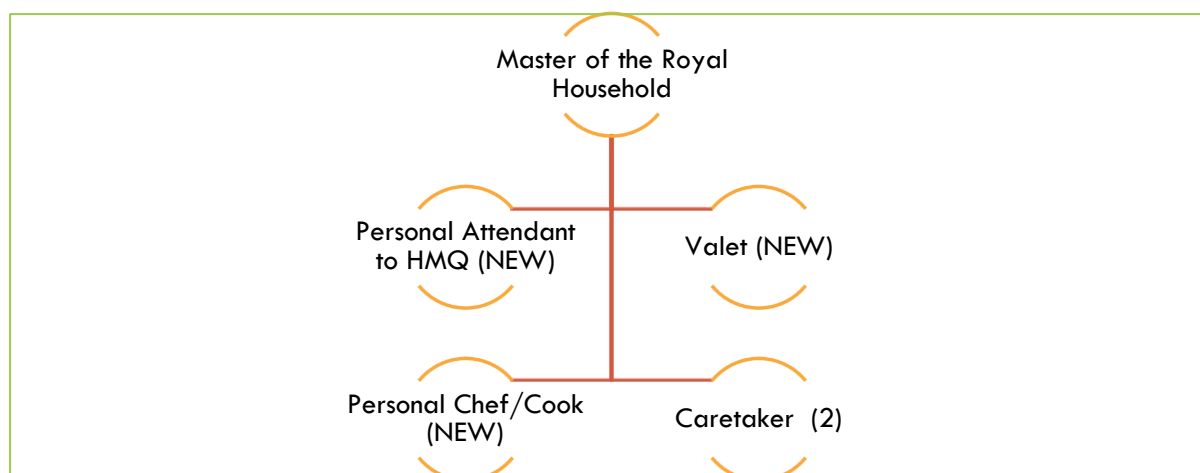 Master of the Royal
Household
Personal Attendant
to HMQ (NEW)
Valet (NEW)
Personal Chef/Cook
(NEW)
Caretaker (2)